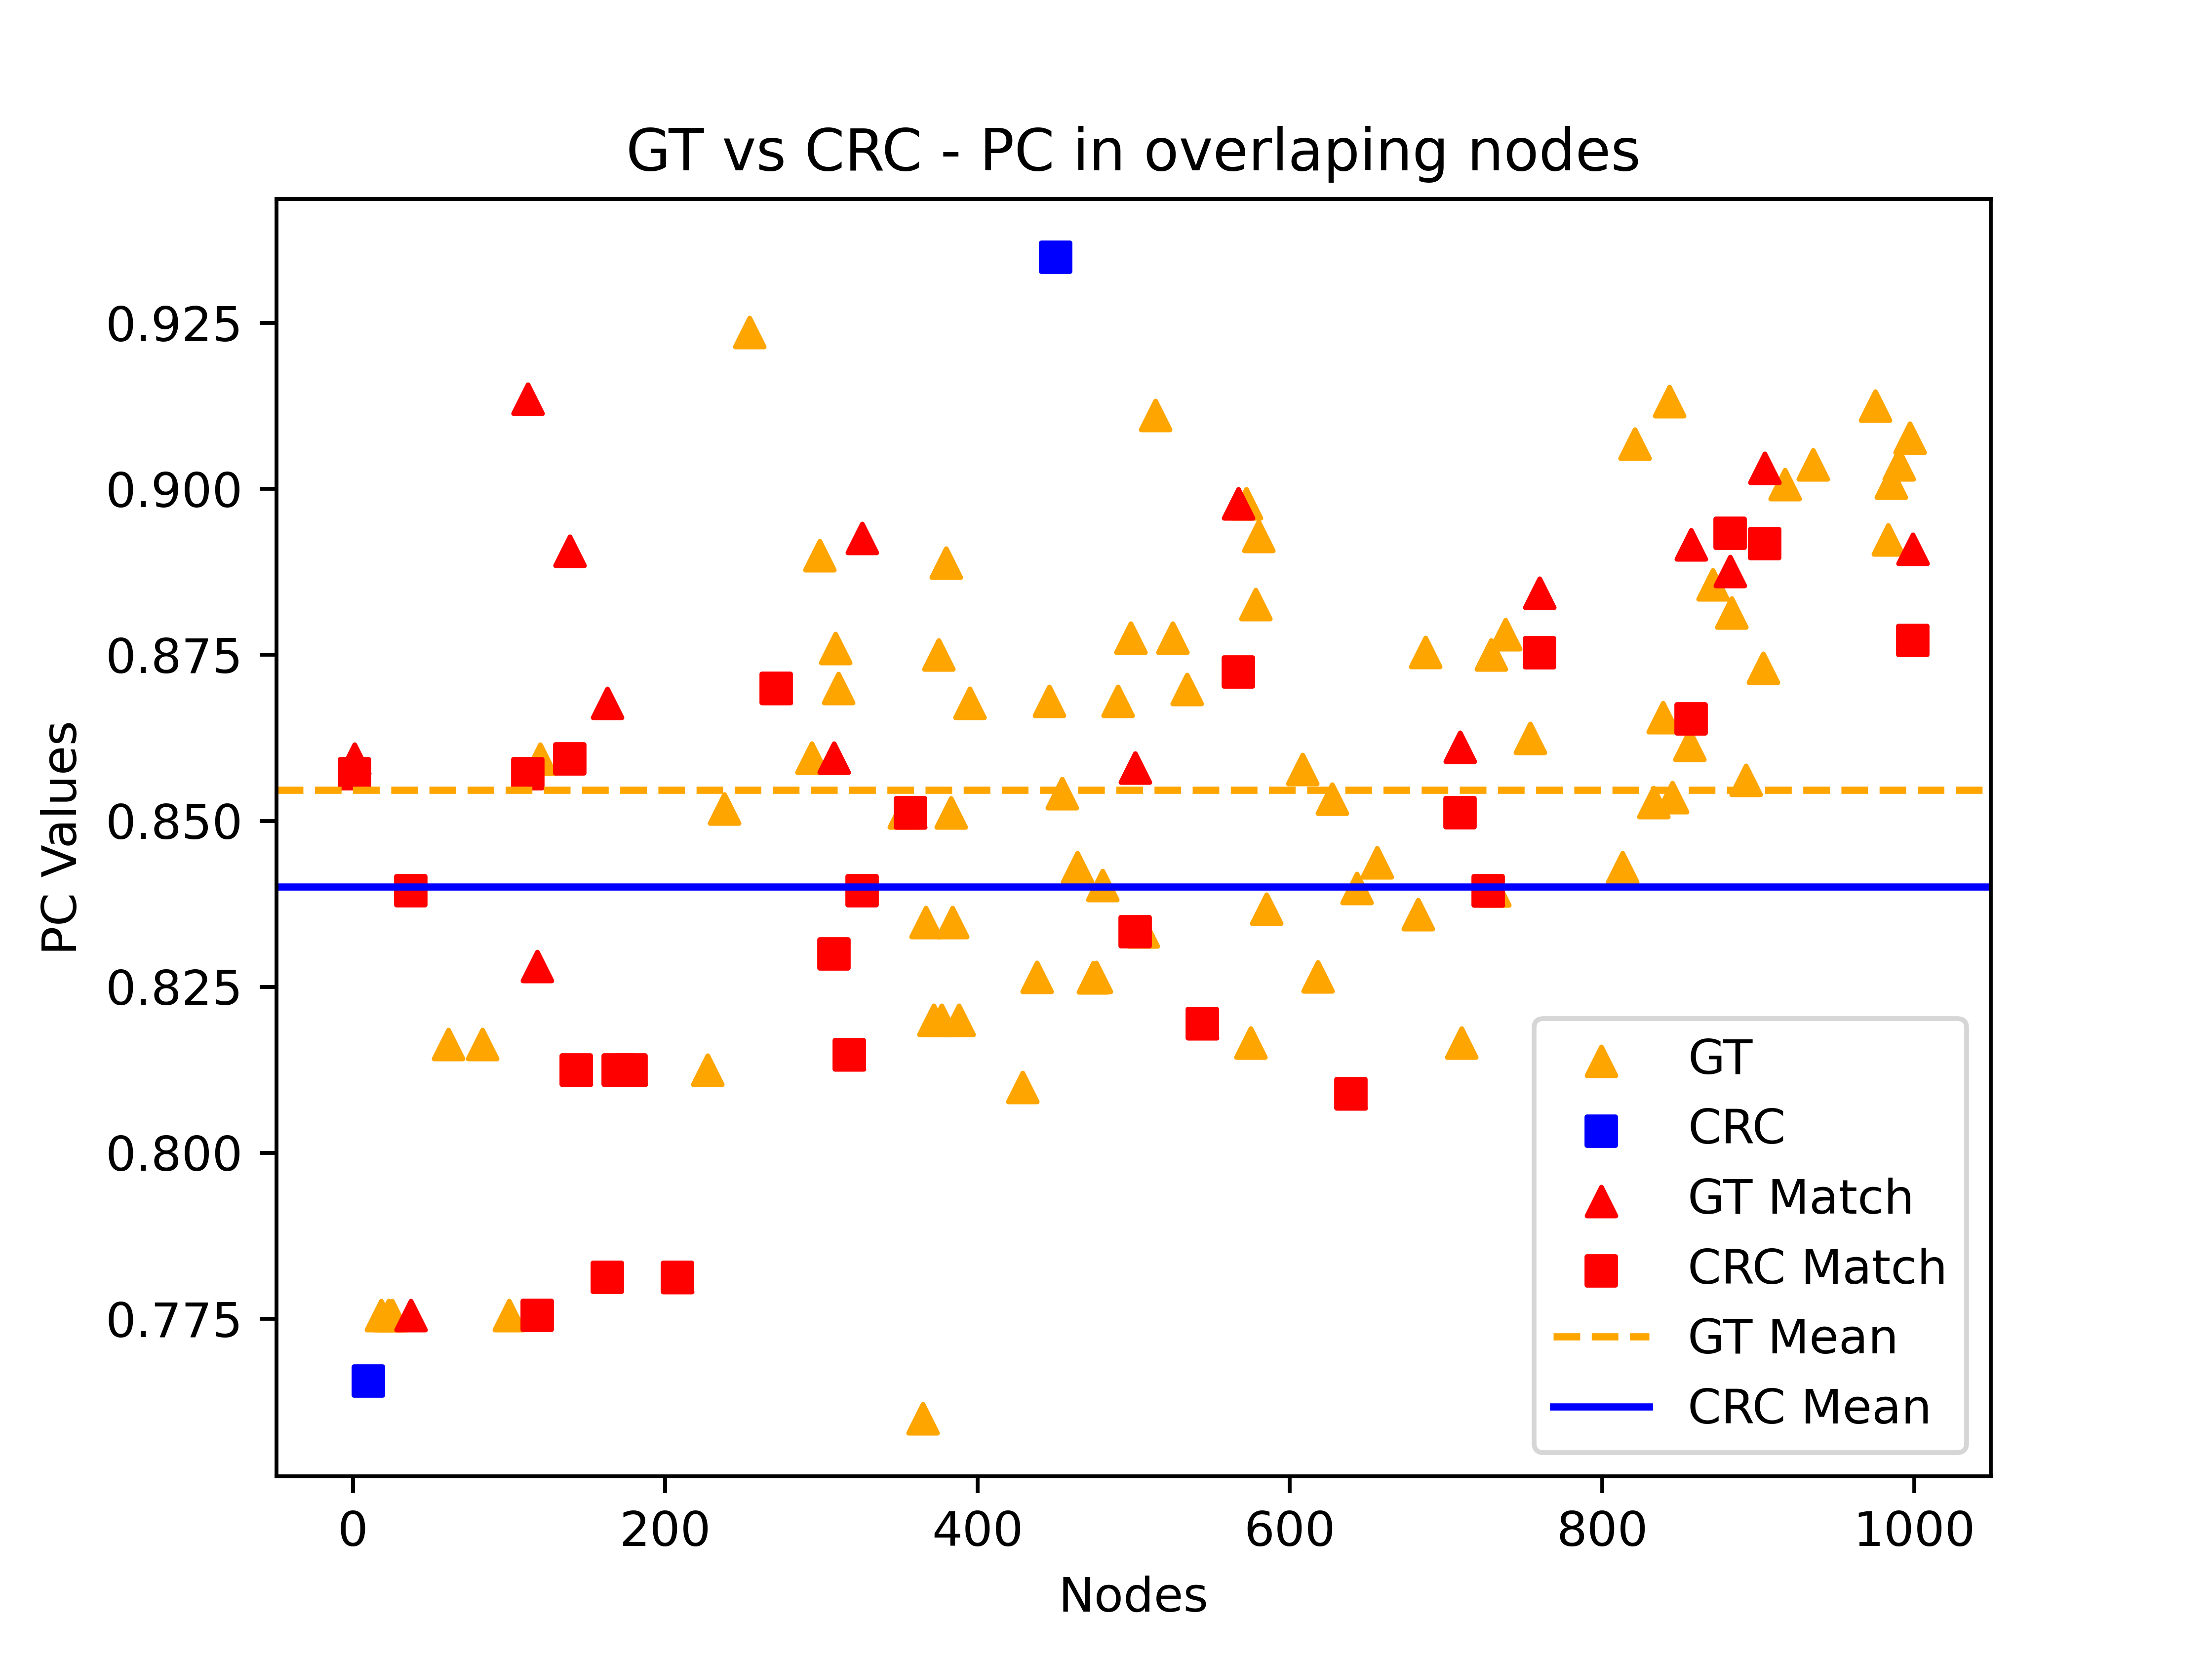 GT vs CRC - PC in overlaping nodes
PC Values
0.925
0.900
0.875
0.850
0.825
0.800
0.775
GT
CRC
GT Match
CRC Match
GT Mean
CRC Mean
0 200 400 600 800 1000
Nodes